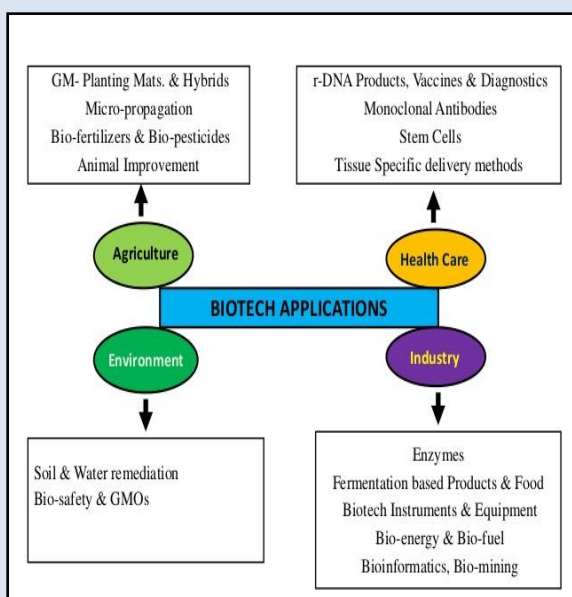 GM- Planting Mats. & Hybrids
Micro-propagation
Bio-fertilizers & Bio-pesticides
Animal Improvement
r-DNA Products, Vaccines & Diagnostics
Monoclonal Antibodies
Stem Cells
Tissue Specific delivery methods
Agriculture
Health Care
BIOTECH APPLICATIONS
Environment
Industry
Soil & Water remediation
Bio-safety & GMOs
Enzymes
Fermentation based Products & Food
Biotech Instruments & Equipment
Bio-energy & Bio-fuel
Bioinformatics, Bio-mining